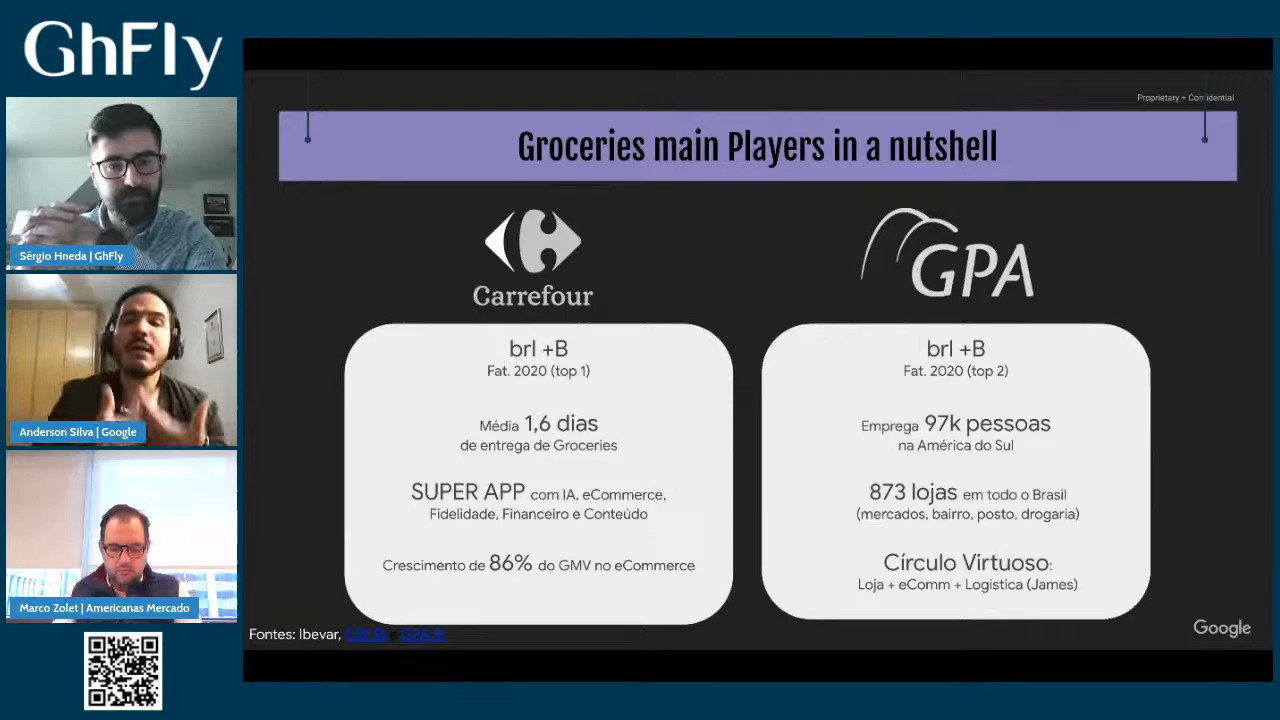 GhFly
Sérgio Hneda | GhFly
Anderson Silva | Google
Marco Zolet | Americanas Mercado
Proprietary + Confidential
Groceries main Players in a nutshell
Carrefour
brl +B
Fat. 2020 (top 1)
Média 1,6 dias
de entrega de Groceries
SUPER APP com IA, eCommerce,
Fidelidade, Financeiro e Conteúdo
Crescimento de 86% do GMV no eCommerce
GPA
brl +B
Fat. 2020 (top 2)
Emprega 97k pessoas
na América do Sul
873 lojas em todo o Brasil
(mercados, bairro, posto, drogaria)
Círculo Virtuoso:
Loja + eComm + Logistica (James)
Fontes: Ibevar, e
Google